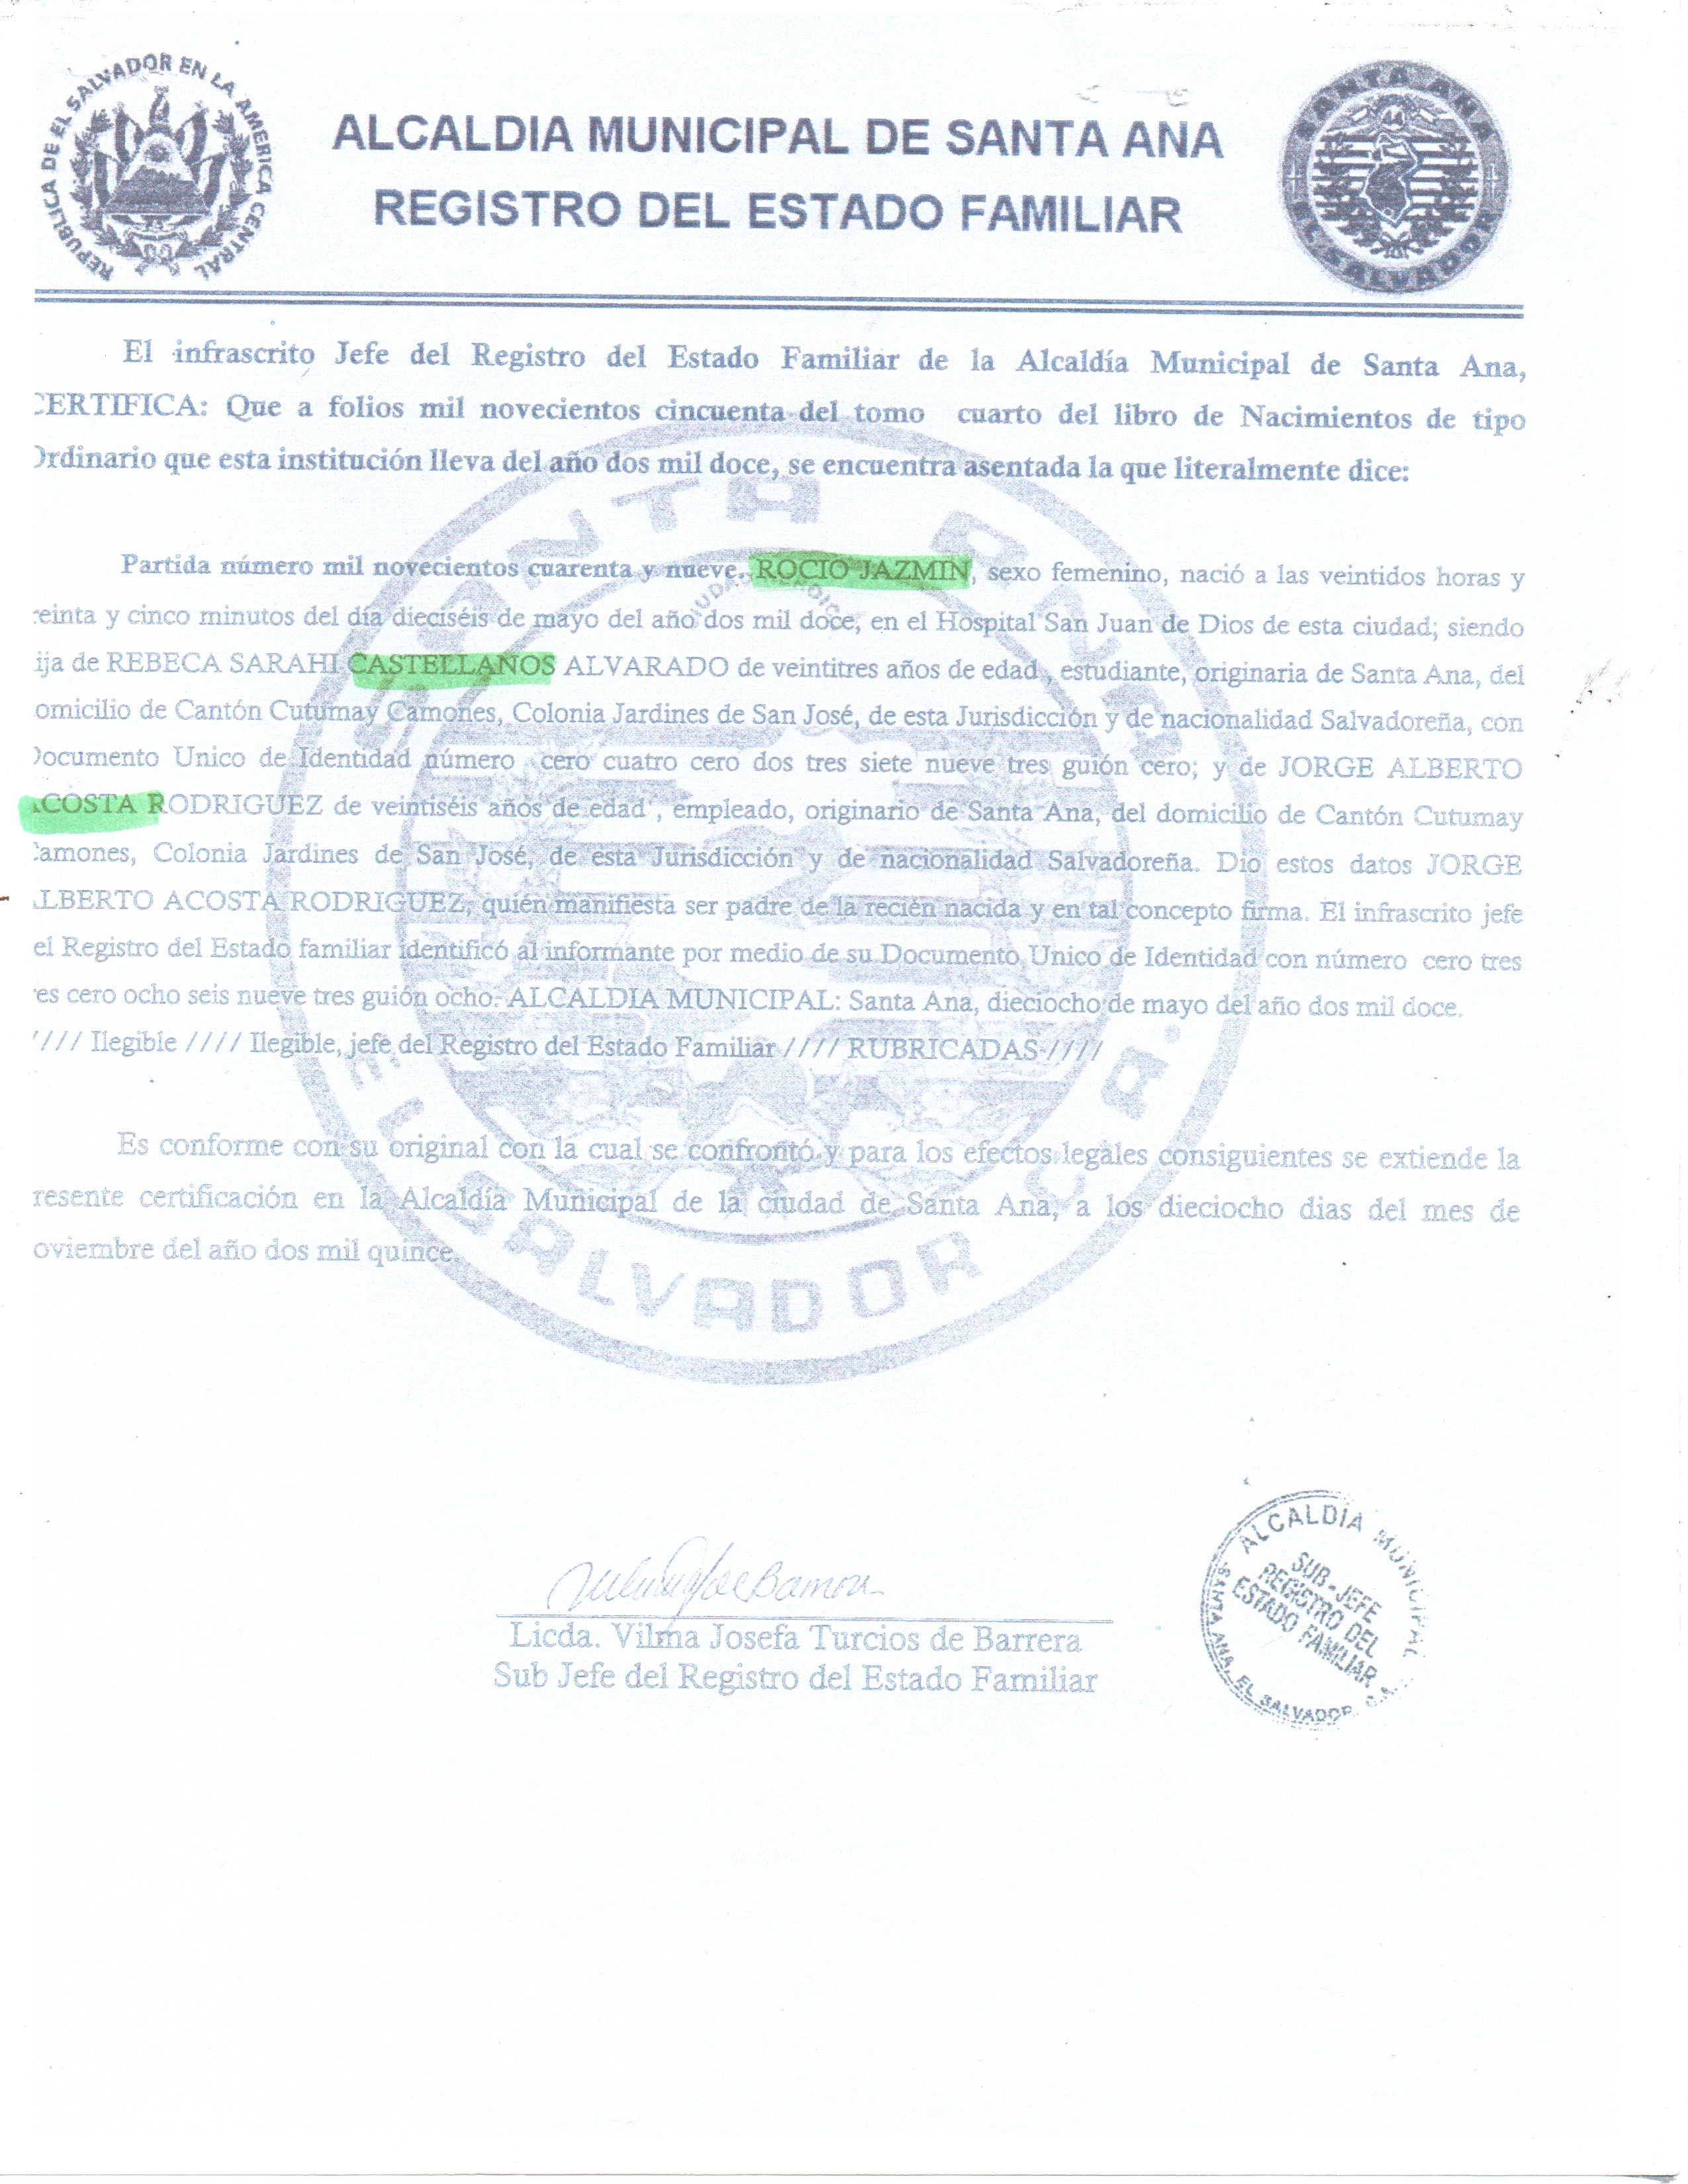 REPUBLICA DE EL SALVADOR EN LA AMERICA CENTRAL
ALCALDIA MUNICIPAL DE SANTA ANA
REGISTRO DEL ESTADO FAMILIAR
SANTA ANA
EL SALVADOR
El infrascrito Jefe del Registro del Estado Familiar de la Alcaldía Municipal de Santa Ana,
CERTIFICA: Que a folios mil novecientos cincuenta del tomo cuarto del libro de Nacimientos de tipo
Ordinario que esta institución lleva del año dos mil doce, se encuentra asentada la que literalmente dice:
Partida número mil novecientos cuarenta y nueve. ROCIO JAZMIN, sexo femenino, nació a las veintidos horas y
reinta y cinco minutos del día dieciséis de mayo del año dos mil doce, en el Hospital San Juan de Dios de esta ciudad; siendo
ija de REBECA SARAHI CASTELLANOS ALVARADO de veintitres años de edad , estudiante, originaria de Santa Ana, del
omicilio de Cantón Cutumay Camones, Colonia Jardines de San José, de esta Jurisdicción y de nacionalidad Salvadoreña, con
Documento Unico de Identidad número cero cuatro cero dos tres siete nueve tres guión cero; y de JORGE ALBERTO
ACOSTA RODRIGUEZ de veintiséis años de edad , empleado, originario de Santa Ana, del domicilio de Cantón Cutumay
Camones, Colonia Jardines de San José, de esta Jurisdicción y de nacionalidad Salvadoreña. Dio estos datos JORGE
ALBERTO ACOSTA RODRIGUEZ, quién manifiesta ser padre de la recién nacida y en tal concepto firma. El infrascrito jefe
el Registro del Estado familiar identificó al informante por medio de su Documento Unico de Identidad con número cero tres
res cero ocho seis nueve tres guión ocho. ALCALDIA MUNICIPAL: Santa Ana, dieciocho de mayo del año dos mil doce.
//// Ilegible //// Ilegible, jefe del Registro del Estado Familiar //// RUBRICADAS ////
Es conforme con su original con la cual se confrontó y para los efectos legales consiguientes se extiende la
resente certificación en la Alcaldía Municipal de la ciudad de Santa Ana, a los dieciocho dias del mes de
oviembre del año dos mil quince.
SANTA ANA
EL SALVADOR C.A.
Licda. Vilma Josefa Turcios de Barrera
Sub Jefe del Registro del Estado Familiar
ALCALDIA MUNICIPAL
SUB - JEFE
REGISTRO DEL
ESTADO FAMILIAR
SANTA ANA, EL SALVADOR, C.A.